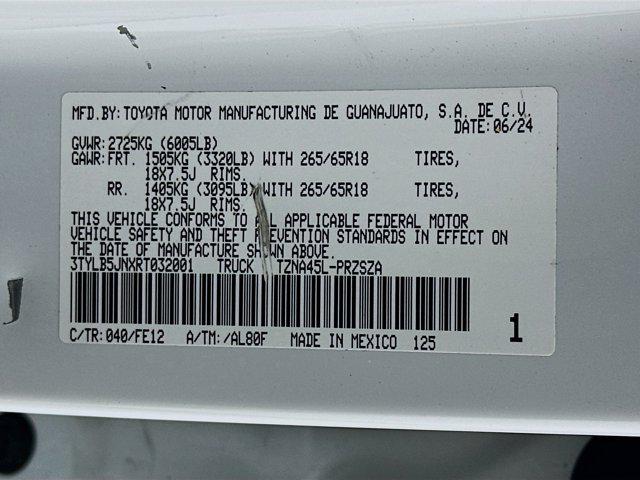 MFD.BY:TOYOTA MOTOR MANUFACTURING DE GUANAJUATO, S.A. DE C.V.
DATE:06/24
GVWR:2725KG (6005LB)
GAWR:FRT. 1505KG (3320LB) WITH 265/65R18 TIRES,
18X7.5J RIMS.
RR. 1405KG (3095LB) WITH 265/65R18 TIRES,
18X7.5J RIMS.
THIS VEHICLE CONFORMS TO ALL APPLICABLE FEDERAL MOTOR
VEHICLE SAFETY AND THEFT PREVENTION STANDARDS IN EFFECT ON
THE DATE OF MANUFACTURE SHOWN ABOVE.
3TYLB5JNXRT032001 TRUCK TZNA45L-PRZSZA
C/TR:040/FE12 A/TM:/AL80F MADE IN MEXICO 125
1